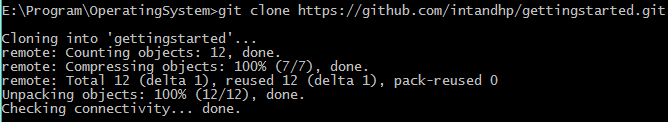 E:\Program\OperatingSystem>git clone https://github.com/intandhp/gettingstarted.git
Cloning into 'gettingstarted'...
remote: Counting objects: 12, done.
remote: Compressing objects: 100% (7/7), done.
remote: Total 12 (delta 1), reused 12 (delta 1), pack-reused 0
Unpacking objects: 100% (12/12), done.
Checking connectivity... done.